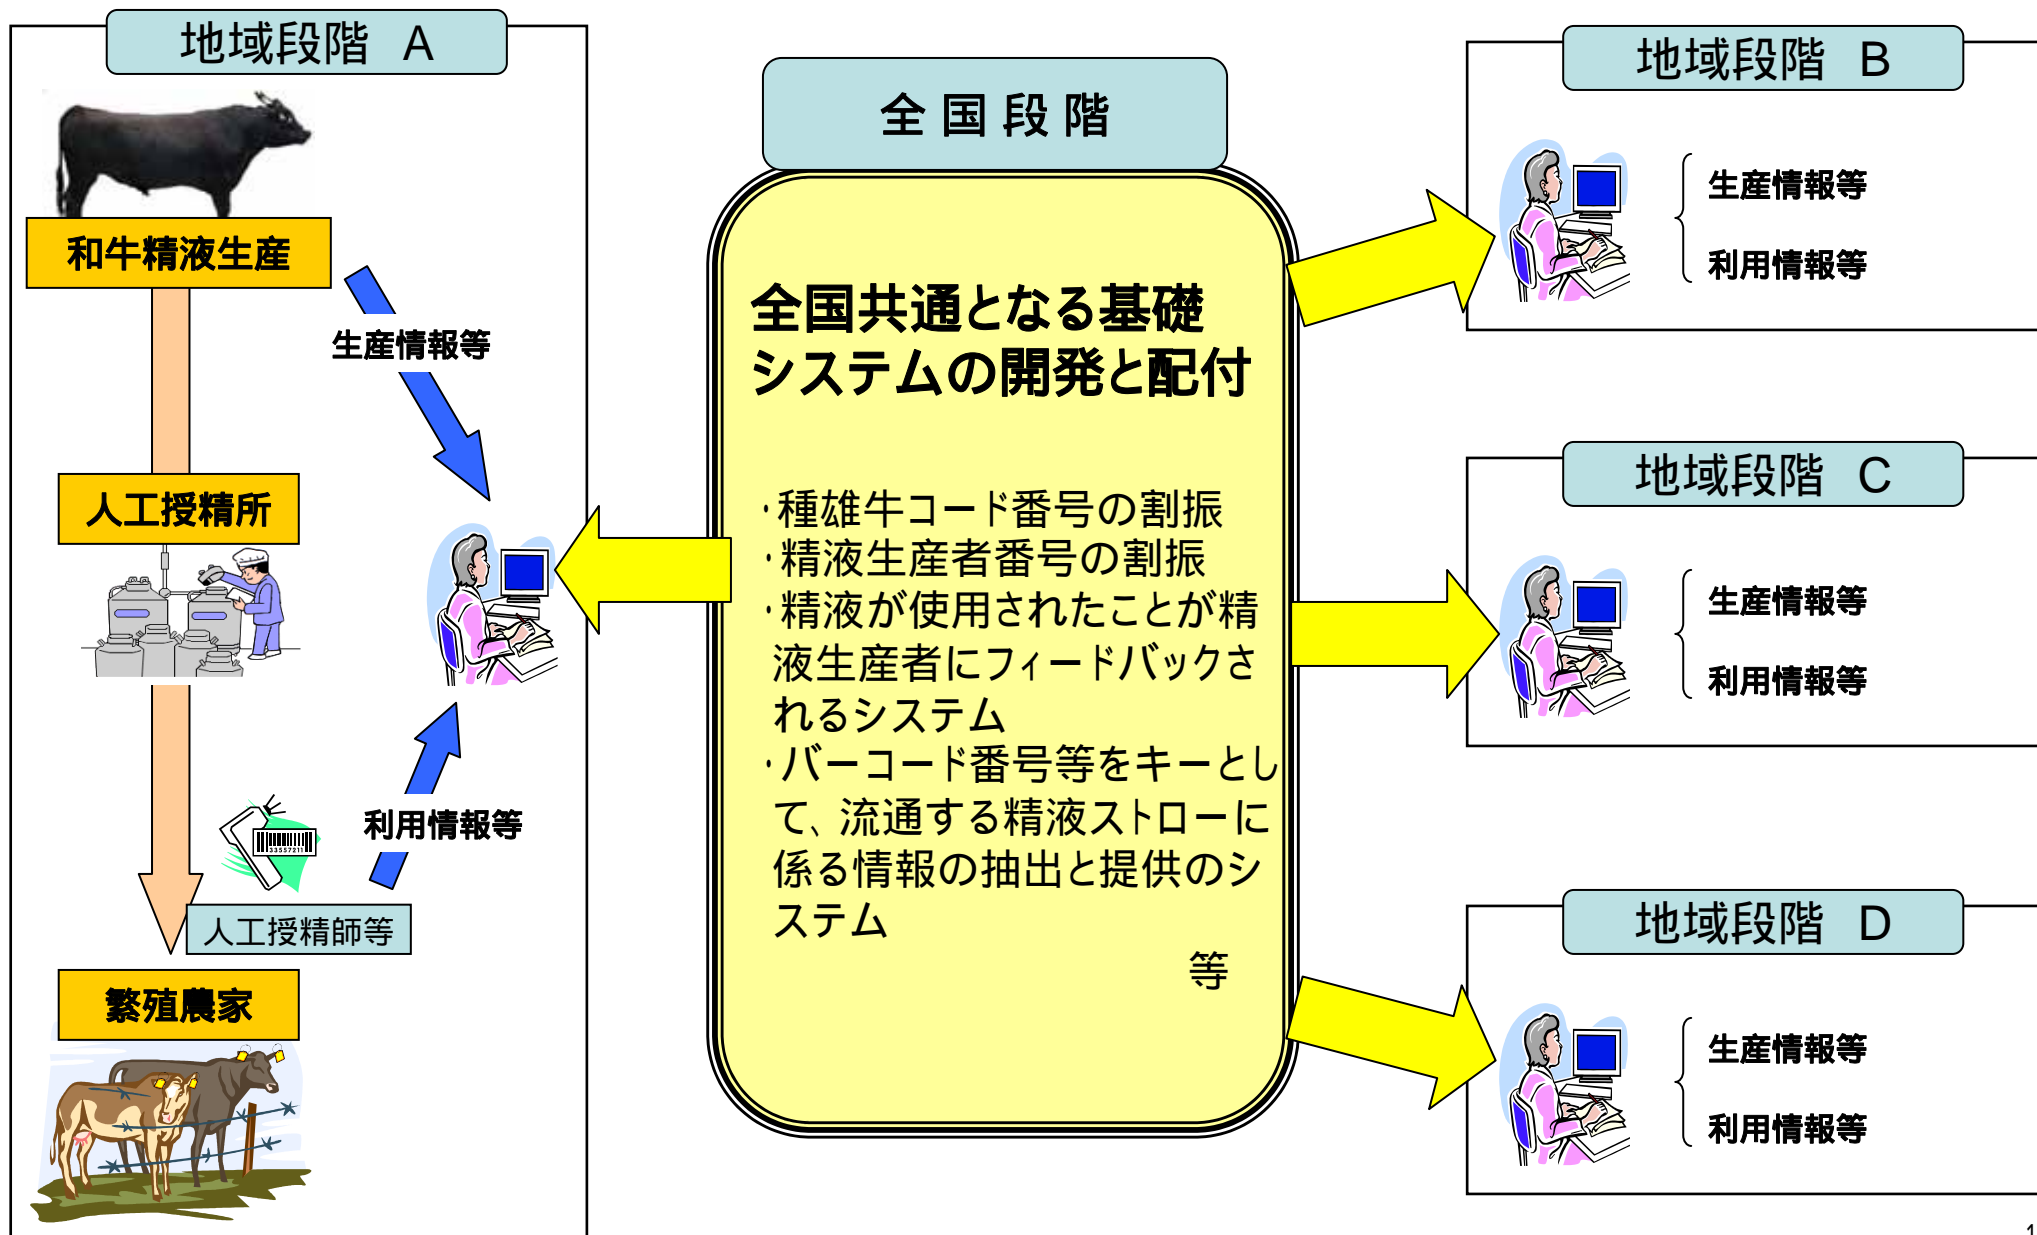 地域段階 A
和牛精液生産
生産情報等
人工授精所
利用情報等
33557211
人工授精師等
繁殖農家
全国段階
全国共通となる基礎
システムの開発と配付
・種雄牛コード番号の割振
・精液生産者番号の割振
・精液が使用されたことが精
液生産者にフィードバックさ
れるシステム
・バーコード番号等をキーとし
て、流通する精液ストローに
係る情報の抽出と提供のシ
ステム
等
地域段階 B
生産情報等
利用情報等
地域段階 C
生産情報等
利用情報等
地域段階 D
生産情報等
利用情報等
1